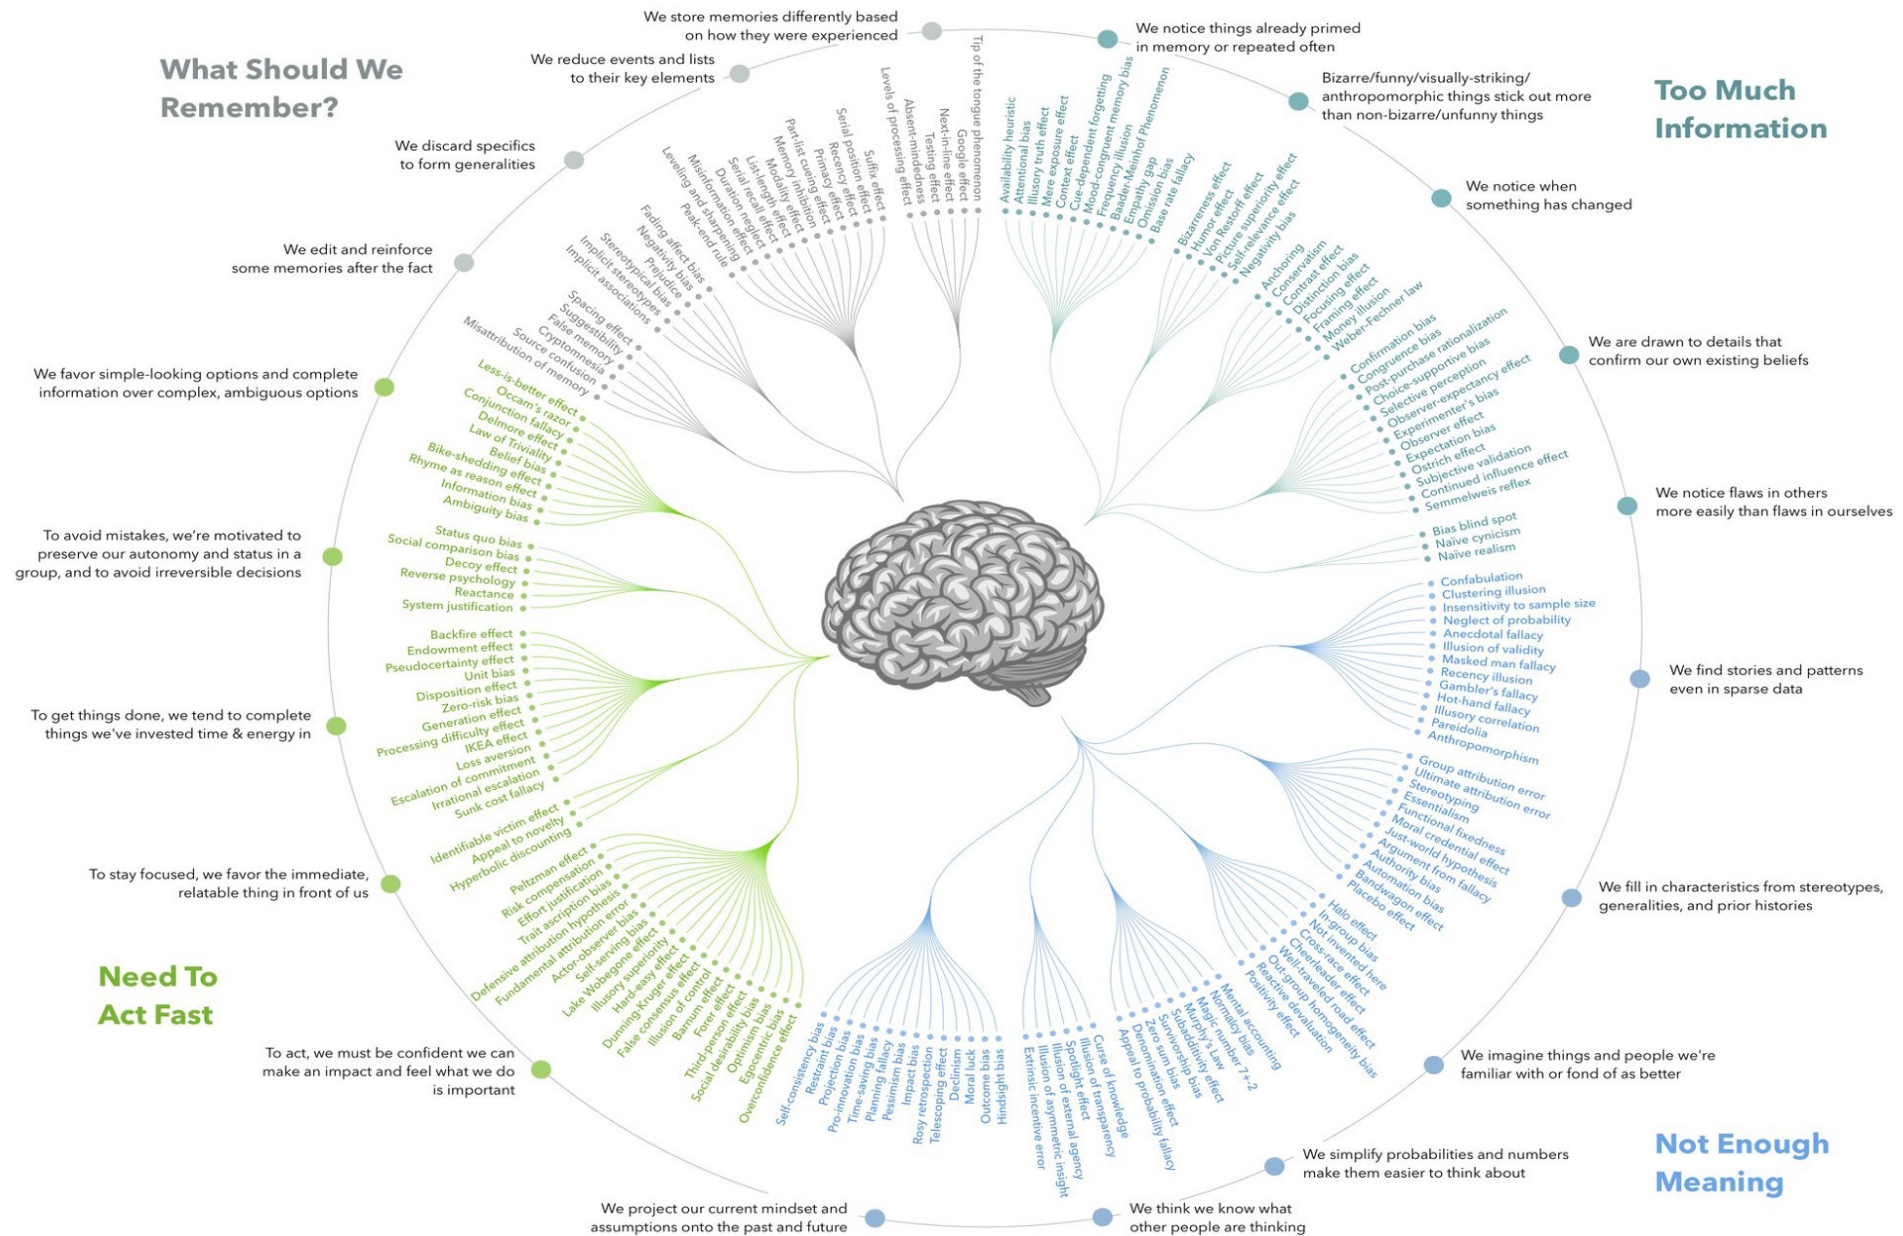 What Should We
Remember?
We store memories differently based
on how they were experienced
We reduce events and lists
to their key elements
We discard specifics
to form generalities
We edit and reinforce
some memories after the fact
Tip of the tongue phenomenon
Google effect
Next-in-line effect
Testing effect
Absent-mindedness
Levels of processing effect
Suffix effect
Serial position effect
Recency effect
Primacy effect
Part-list cueing effect
Memory inhibition
Modality effect
List-length effect
Serial recall effect
Duration neglect
Misinformation effect
Leveling and sharpening
Peak-end rule
Fading affect bias
Negativity bias
Prejudice
Stereotypical bias
Implicit stereotypes
Implicit associations
Spacing effect
Suggestibility
False memory
Cryptomnesia
Source confusion
Misattribution of memory
Too Much
Information
We notice things already primed
in memory or repeated often
Bizarre/funny/visually-striking/
anthropomorphic things stick out more
than non-bizarre/unfunny things
We notice when
something has changed
We are drawn to details that
confirm our own existing beliefs
We notice flaws in others
more easily than flaws in ourselves
Availability heuristic
Attentional bias
Illusory truth effect
Mere exposure effect
Context effect
Cue-dependent forgetting
Mood-congruent memory bias
Frequency illusion
Baader-Meinhof Phenomenon
Empathy gap
Omission bias
Base rate fallacy
Bizarreness effect
Humor effect
Von Restorff effect
Picture superiority effect
Self-relevance effect
Negativity bias
Anchoring
Conservatism
Contrast effect
Distinction bias
Focusing effect
Framing effect
Money illusion
Weber-Fechner law
Confirmation bias
Congruence bias
Post-purchase rationalization
Choice-supportive bias
Selective perception
Observer-expectancy effect
Experimenter's bias
Observer effect
Expectation bias
Ostrich effect
Subjective validation
Continued influence effect
Semmelweis reflex
Bias blind spot
Naïve cynicism
Naïve realism
Not Enough
Meaning
We find stories and patterns
even in sparse data
We fill in characteristics from stereotypes,
generalities, and prior histories
We imagine things and people we're
familiar with or fond of as better
We simplify probabilities and numbers
make them easier to think about
We think we know what
other people are thinking
We project our current mindset and
assumptions onto the past and future
Confabulation
Clustering illusion
Insensitivity to sample size
Neglect of probability
Anecdotal fallacy
Illusion of validity
Masked man fallacy
Recency illusion
Gambler's fallacy
Hot-hand fallacy
Illusory correlation
Pareidolia
Anthropomorphism
Group attribution error
Ultimate attribution error
Stereotyping
Essentialism
Functional fixedness
Moral credential effect
Just-world hypothesis
Argument from fallacy
Authority bias
Automation bias
Bandwagon effect
Placebo effect
Halo effect
In-group bias
Not invented here
Cross-race effect
Cheerleader effect
Well-traveled road effect
Out-group homogeneity bias
Reactive devaluation
Positivity effect
Mental accounting
Normalcy bias
Magic number 7+-2
Murphy's Law
Subadditivity effect
Survivorship bias
Zero sum bias
Denomination effect
Appeal to probability fallacy
Curse of knowledge
Illusion of transparency
Spotlight effect
Illusion of external agency
Illusion of asymmetric insight
Extrinsic incentive error
Hindsight bias
Outcome bias
Moral luck
Declinism
Telescoping effect
Rosy retrospection
Impact bias
Pessimism bias
Planning fallacy
Time-saving bias
Pro-innovation bias
Projection bias
Restraint bias
Self-consistency bias
Need To
Act Fast
We favor simple-looking options and complete
information over complex, ambiguous options
To avoid mistakes, we're motivated to
preserve our autonomy and status in a
group, and to avoid irreversible decisions
To get things done, we tend to complete
things we've invested time & energy in
To stay focused, we favor the immediate,
relatable thing in front of us
To act, we must be confident we can
make an impact and feel what we do
is important
Less-is-better effect
Occam's razor
Conjunction fallacy
Delmore effect
Law of Triviality
Belief bias
Bike-shedding effect
Rhyme as reason effect
Information bias
Ambiguity bias
Status quo bias
Social comparison bias
Decoy effect
Reverse psychology
Reactance
System justification
Backfire effect
Endowment effect
Pseudocertainty effect
Unit bias
Disposition effect
Zero-risk bias
Generation effect
Processing difficulty effect
IKEA effect
Loss aversion
Escalation of commitment
Irrational escalation
Sunk cost fallacy
Identifiable victim effect
Appeal to novelty
Hyperbolic discounting
Peltzman effect
Risk compensation
Effort justification
Trait ascription bias
Defensive attribution hypothesis
Fundamental attribution error
Actor-observer bias
Self-serving bias
Lake Wobegone effect
Illusory superiority
Hard-easy effect
Dunning-Kruger effect
False consensus effect
Illusion of control
Barnum effect
Forer effect
Third-person effect
Social desirability bias
Optimism bias
Egocentric bias
Overconfidence effect